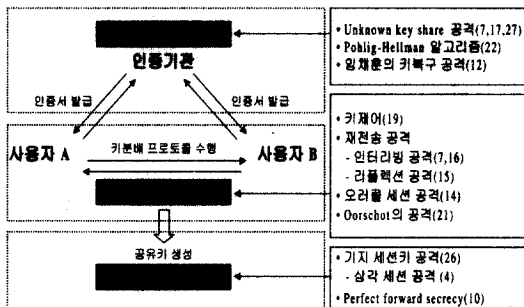 인증기관
인증서 발급
인증서 발급
사용자 A
키분배 프로토콜 수행
사용자 B
공유키 생성
• Unknown key share 공격(7,17,27)
• Pohlig-Hellman 알고리즘(22)
• 임채훈의 키복구 공격(12)
• 키제어(19)
• 재전송 공격
- 인터리빙 공격(7,16)
- 리플렉션 공격(15)
• 오러클 세션 공격(14)
• Oorschot의 공격(21)
• 기지 세션키 공격(26)
- 삼각 세션 공격(4)
• Perfect forward secrecy(10)